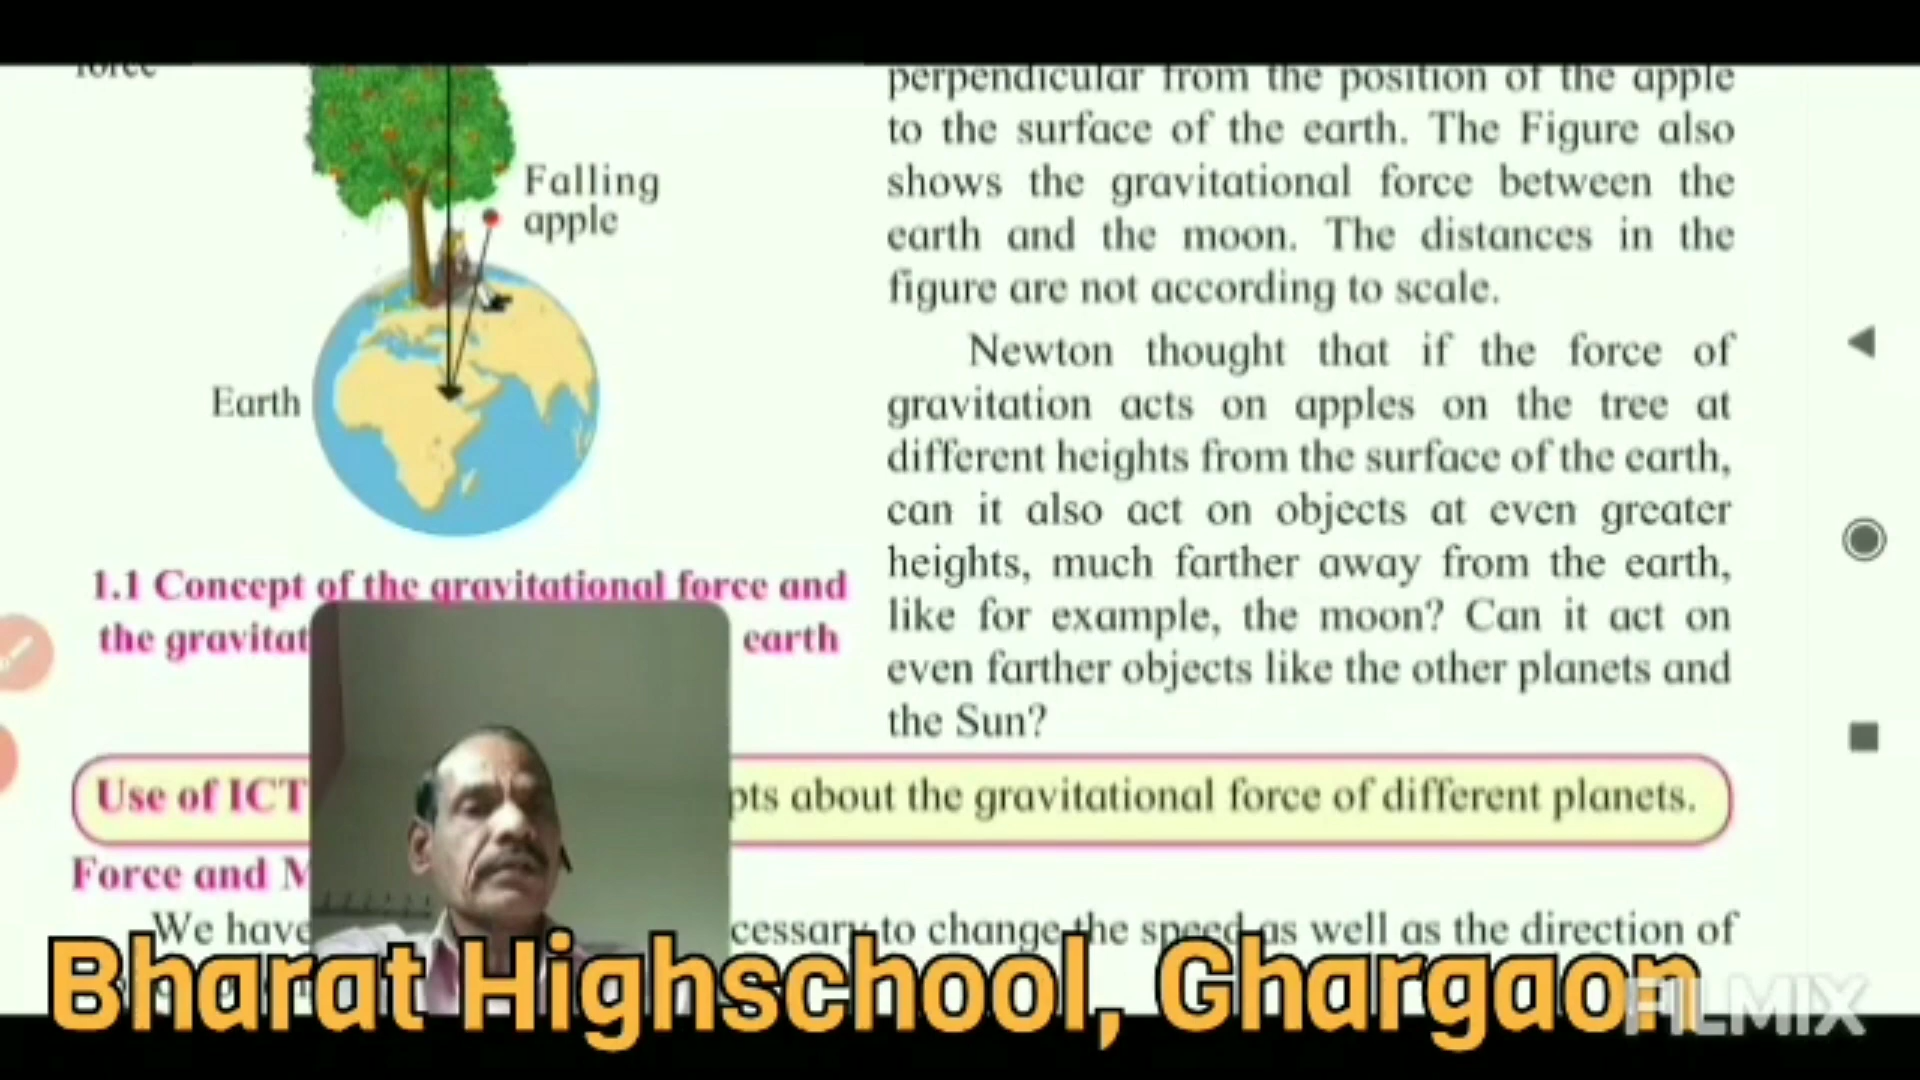 force
Falling
apple
Earth
1.1 Concept of the gravitational force and
the gravitat earth
perpendicular from the position of the apple
to the surface of the earth. The Figure also
shows the gravitational force between the
earth and the moon. The distances in the
figure are not according to scale.
Newton thought that if the force of
gravitation acts on apples on the tree at
different heights from the surface of the earth,
can it also act on objects at even greater
heights, much farther away from the earth,
like for example, the moon? Can it act on
even farther objects like the other planets and
the Sun?
Use of ICT pts about the gravitational force of different planets.
Force and M
We have cessary to change the speed as well as the direction of
Bharat Highschool, Ghargaon
FILMIX